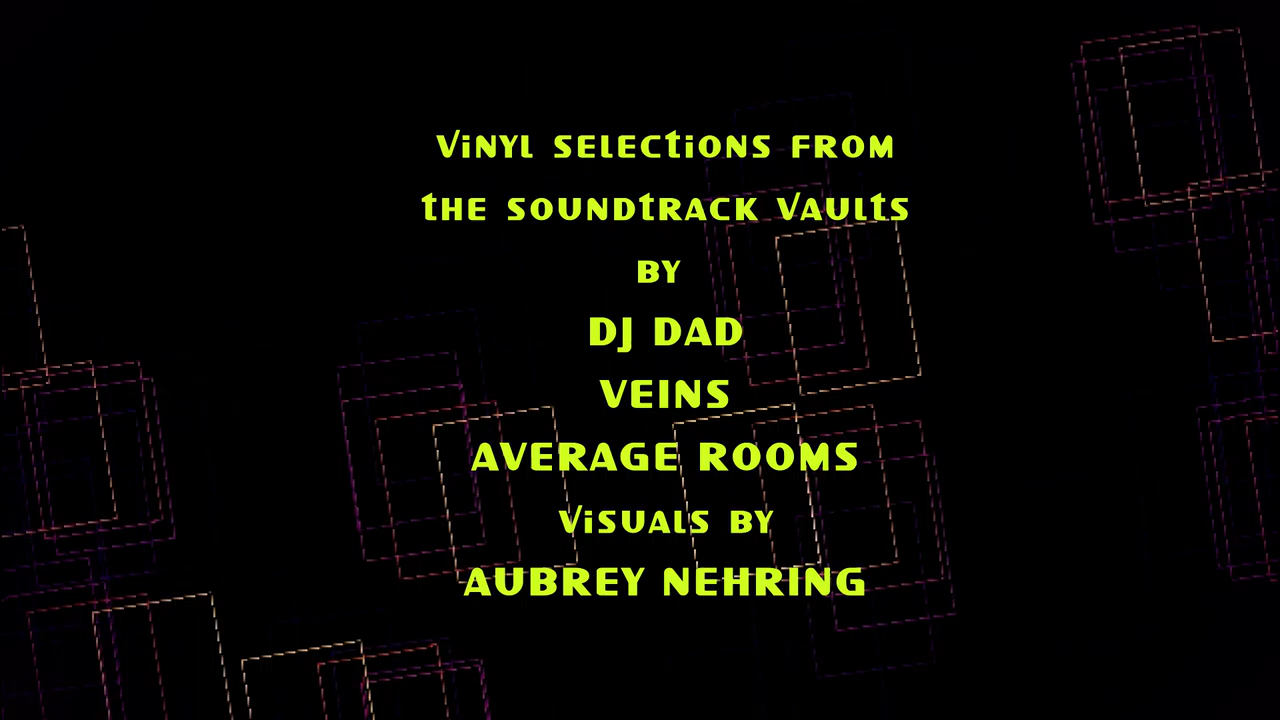 ViNYL SELECtiONS FROM
tHE SOUNDtRACK VAULtS
BY
DJ DAD
VEINS
AVERAGE ROOMS
ViSUALS BY
AUBREY NEHRING